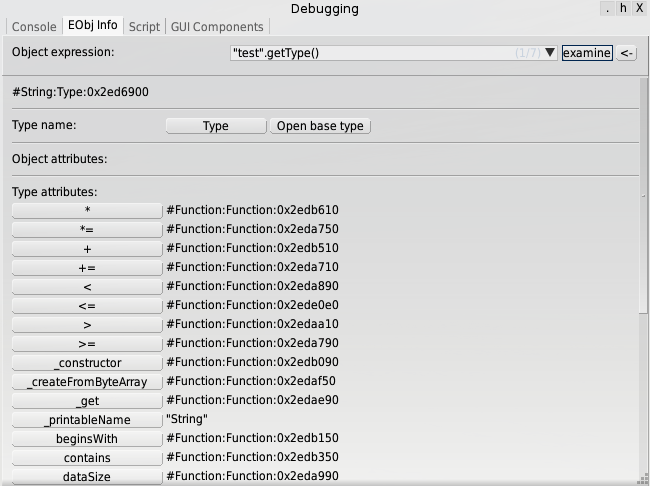 Debugging
. h X
Console EObj Info Script GUI Components
Object expression: "test".getType() (1/7) ▼ examine <-
#String:Type:0x2ed6900
Type name: Type Open base type
Object attributes:
Type attributes:
* #Function:Function:0x2edb610
*= #Function:Function:0x2eda750
+ #Function:Function:0x2edb510
+= #Function:Function:0x2eda710
< #Function:Function:0x2eda890
<= #Function:Function:0x2ede0e0
> #Function:Function:0x2edaa10
>= #Function:Function:0x2eda790
_constructor #Function:Function:0x2edb090
_createFromByteArray #Function:Function:0x2edaf50
_get #Function:Function:0x2edae90
_printableName "String"
beginsWith #Function:Function:0x2edb150
contains #Function:Function:0x2edb350
dataSize #Function:Function:0x2eda990